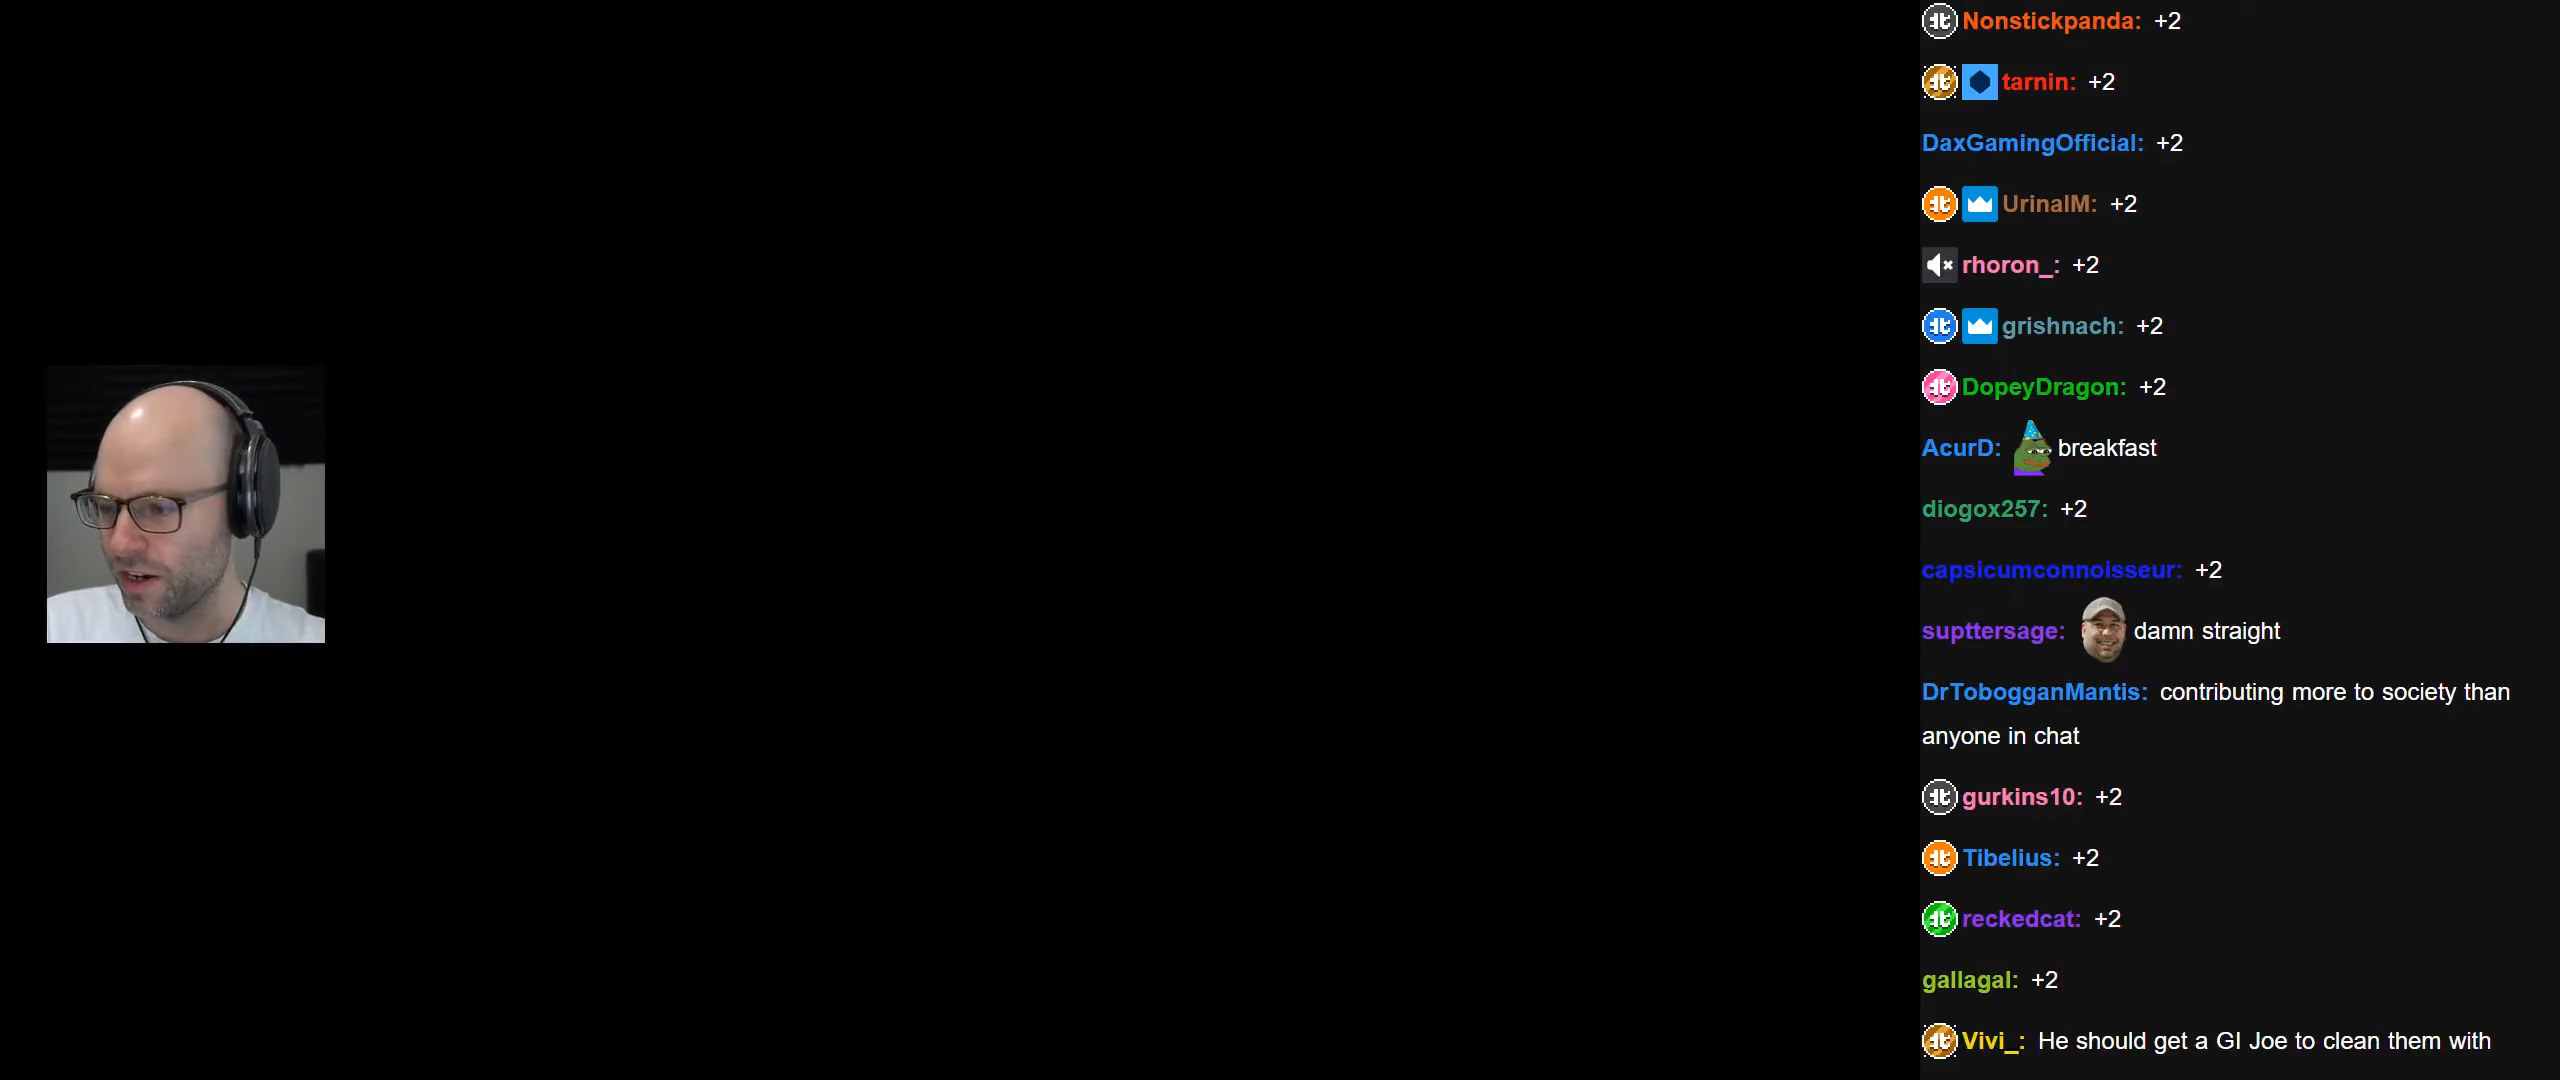 Nonstickpanda: +2
tarnin: +2
DaxGamingOfficial: +2
UrinalM: +2
rhoron_: +2
grishnach: +2
DopeyDragon: +2
AcurD: breakfast
diogox257: +2
capsicumconnoisseur: +2
supttersage: damn straight
DrTobogganMantis: contributing more to society than
anyone in chat
gurkins10: +2
Tibelius: +2
reckedcat: +2
gallagal: +2
Vivi_: He should get a GI Joe to clean them with